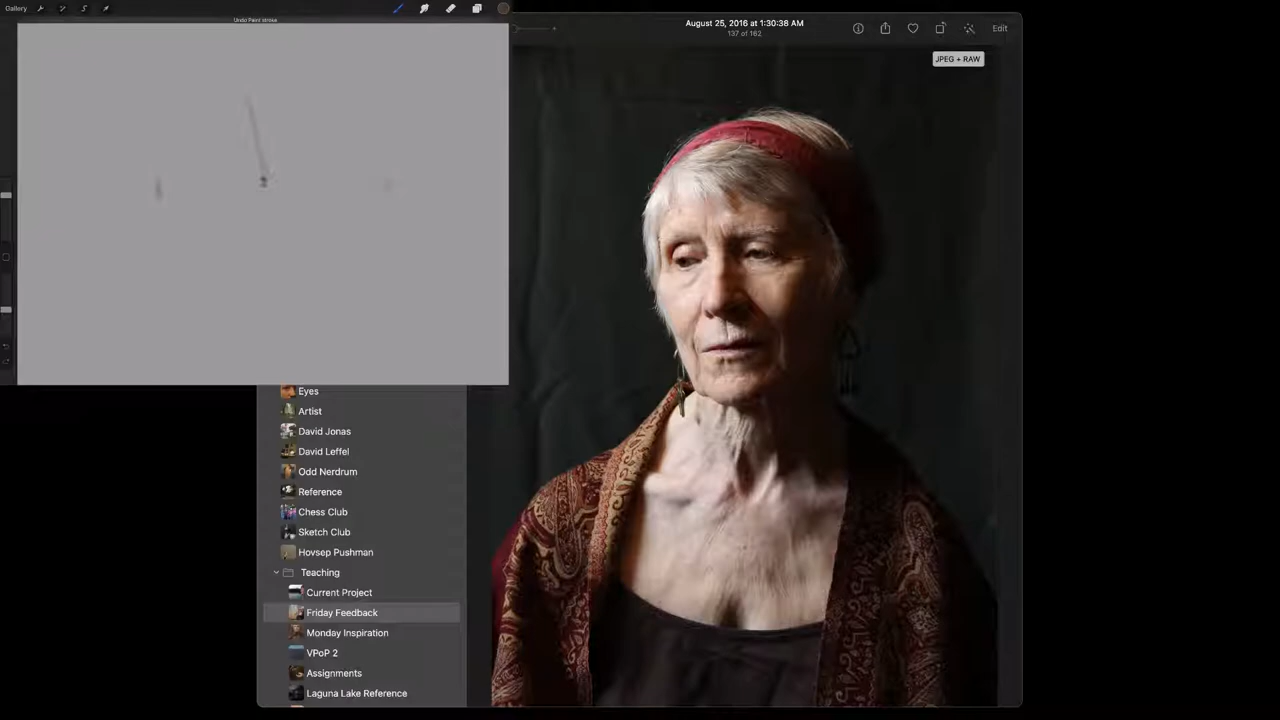 Gallery
Undo Paint stroke
August 25, 2016 at 1:30:38 AM
137 of 162
Edit
JPEG + RAW
Eyes
Artist
David Jonas
David Leffel
Odd Nerdrum
Reference
Chess Club
Sketch Club
Hovsep Pushman
Teaching
Current Project
Friday Feedback
Monday Inspiration
VPoP 2
Assignments
Laguna Lake Reference